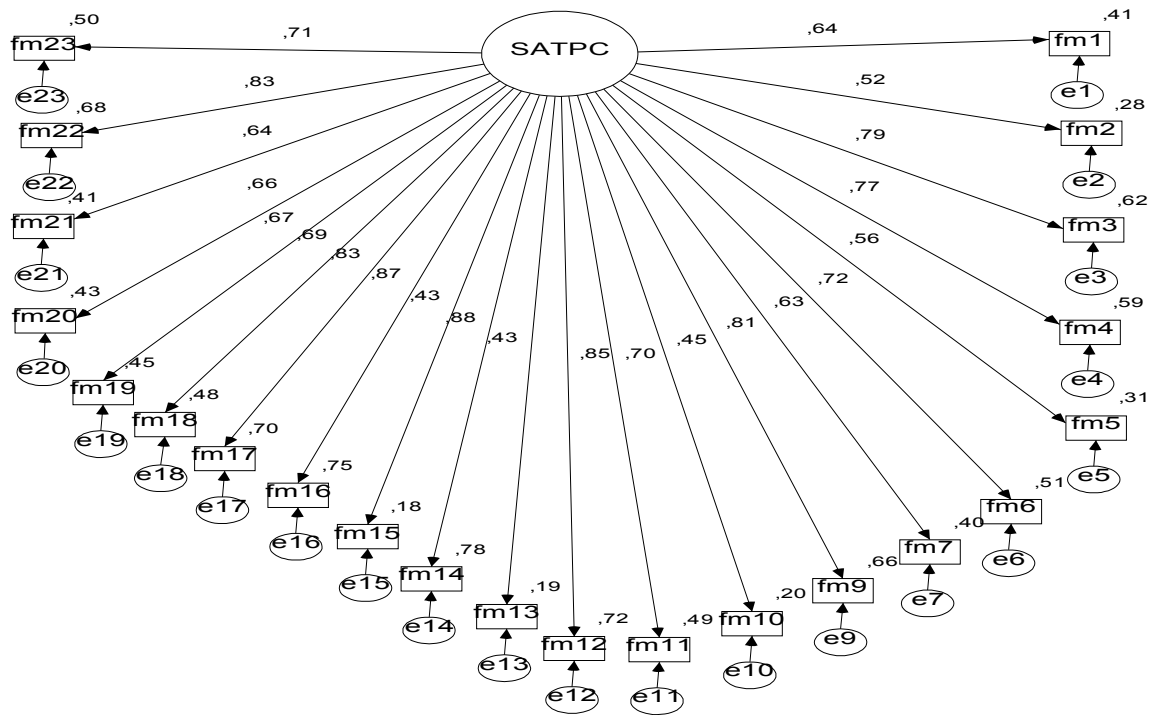 SATPC
,64
,41
fm1
e1
,52
,28
fm2
e2
,79
,62
fm3
e3
,77
,59
fm4
e4
,56
,31
fm5
e5
,72
,51
fm6
e6
,63
,40
fm7
e7
,81
,66
fm9
e9
,45
,20
fm10
e10
,70
,49
fm11
e11
,85
,72
fm12
e12
,43
,19
fm13
e13
,88
,78
fm14
e14
,43
,18
fm15
e15
,87
,75
fm16
e16
,83
,70
fm17
e17
,69
,48
fm18
e18
,67
,45
fm19
e19
,66
,43
fm20
e20
,64
,41
fm21
e21
,83
,68
fm22
e22
,71
,50
fm23
e23